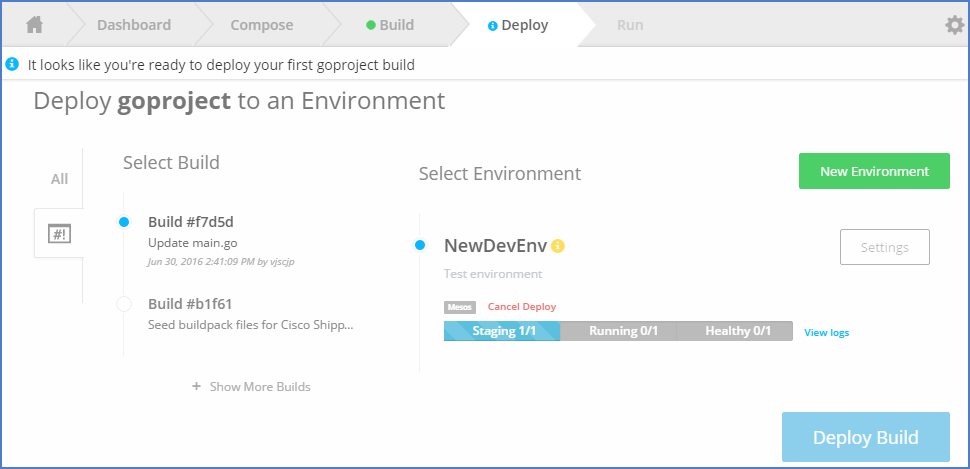 Dashboard
Compose
Build
Deploy
Run
It looks like you're ready to deploy your first goproject build
Deploy goproject to an Environment
All
#!
Select Build
Build #f7d5d
Update main.go
Jun 30, 2016 2:41:09 PM by vjscjp
Build #b1f61
Seed buildpack files for Cisco Shipp...
+ Show More Builds
Select Environment
New Environment
NewDevEnv
Settings
Test environment
Mesos
Cancel Deploy
Staging 1/1
Running 0/1
Healthy 0/1
View logs
Deploy Build